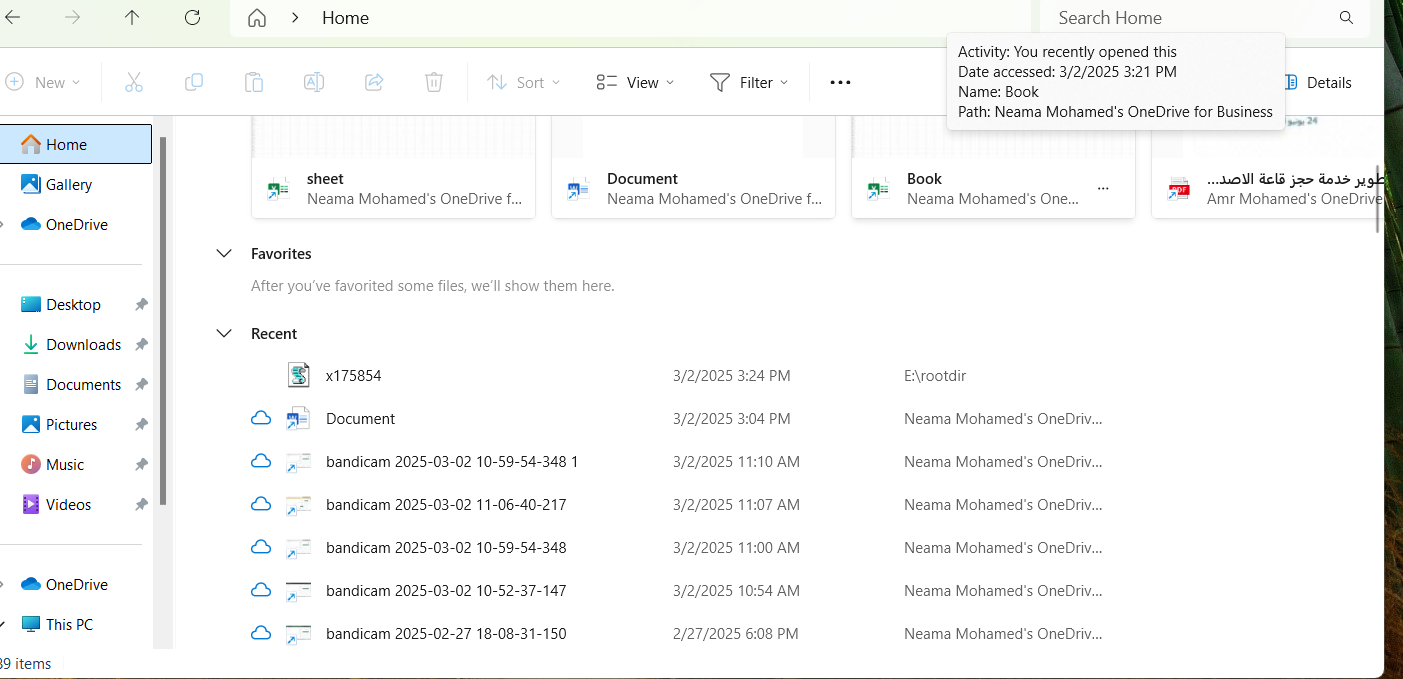 Home
Search Home
New
Sort
View
Filter
Details
Activity: You recently opened this
Date accessed: 3/2/2025 3:21 PM
Name: Book
Path: Neama Mohamed's OneDrive for Business
Home
Gallery
OneDrive
Desktop
Downloads
Documents
Pictures
Music
Videos
OneDrive
This PC
39 items
sheet
Neama Mohamed's OneDrive f...
Document
Neama Mohamed's OneDrive f...
Book
Neama Mohamed's One...
24 يونيو
طوير خدمة حجز قاعة الاصد...
Amr Mohamed's OneDrive
Favorites
After you've favorited some files, we'll show them here.
Recent
x175854 3/2/2025 3:24 PM E:\rootdir
Document 3/2/2025 3:04 PM Neama Mohamed's OneDriv...
bandicam 2025-03-02 10-59-54-348 1 3/2/2025 11:10 AM Neama Mohamed's OneDriv...
bandicam 2025-03-02 11-06-40-217 3/2/2025 11:07 AM Neama Mohamed's OneDriv...
bandicam 2025-03-02 10-59-54-348 3/2/2025 11:00 AM Neama Mohamed's OneDriv...
bandicam 2025-03-02 10-52-37-147 3/2/2025 10:54 AM Neama Mohamed's OneDriv...
bandicam 2025-02-27 18-08-31-150 2/27/2025 6:08 PM Neama Mohamed's OneDriv...